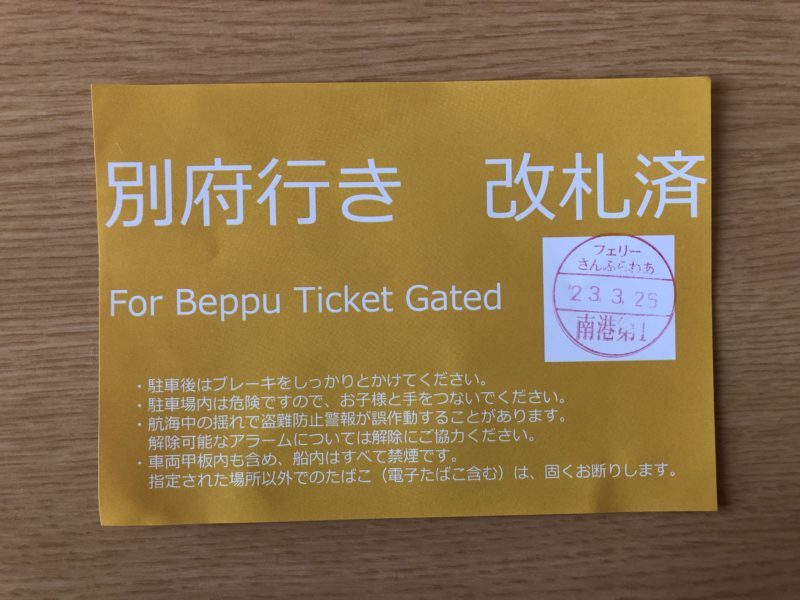 別府行き　改札済
フェリー
さんふらわあ
'23.3.25
南港第1
For Beppu Ticket Gated
・駐車後はブレーキをしっかりとかけてください。
・駐車場内は危険ですので、お子様と手をつないでください。
・航海中の揺れで盗難防止警報が誤作動することがあります。
解除可能なアラームについては解除にご協力ください。
・車両甲板内も含め、船内はすべて禁煙です。
指定された場所以外でのたばこ（電子たばこ含む）は、固くお断りします。